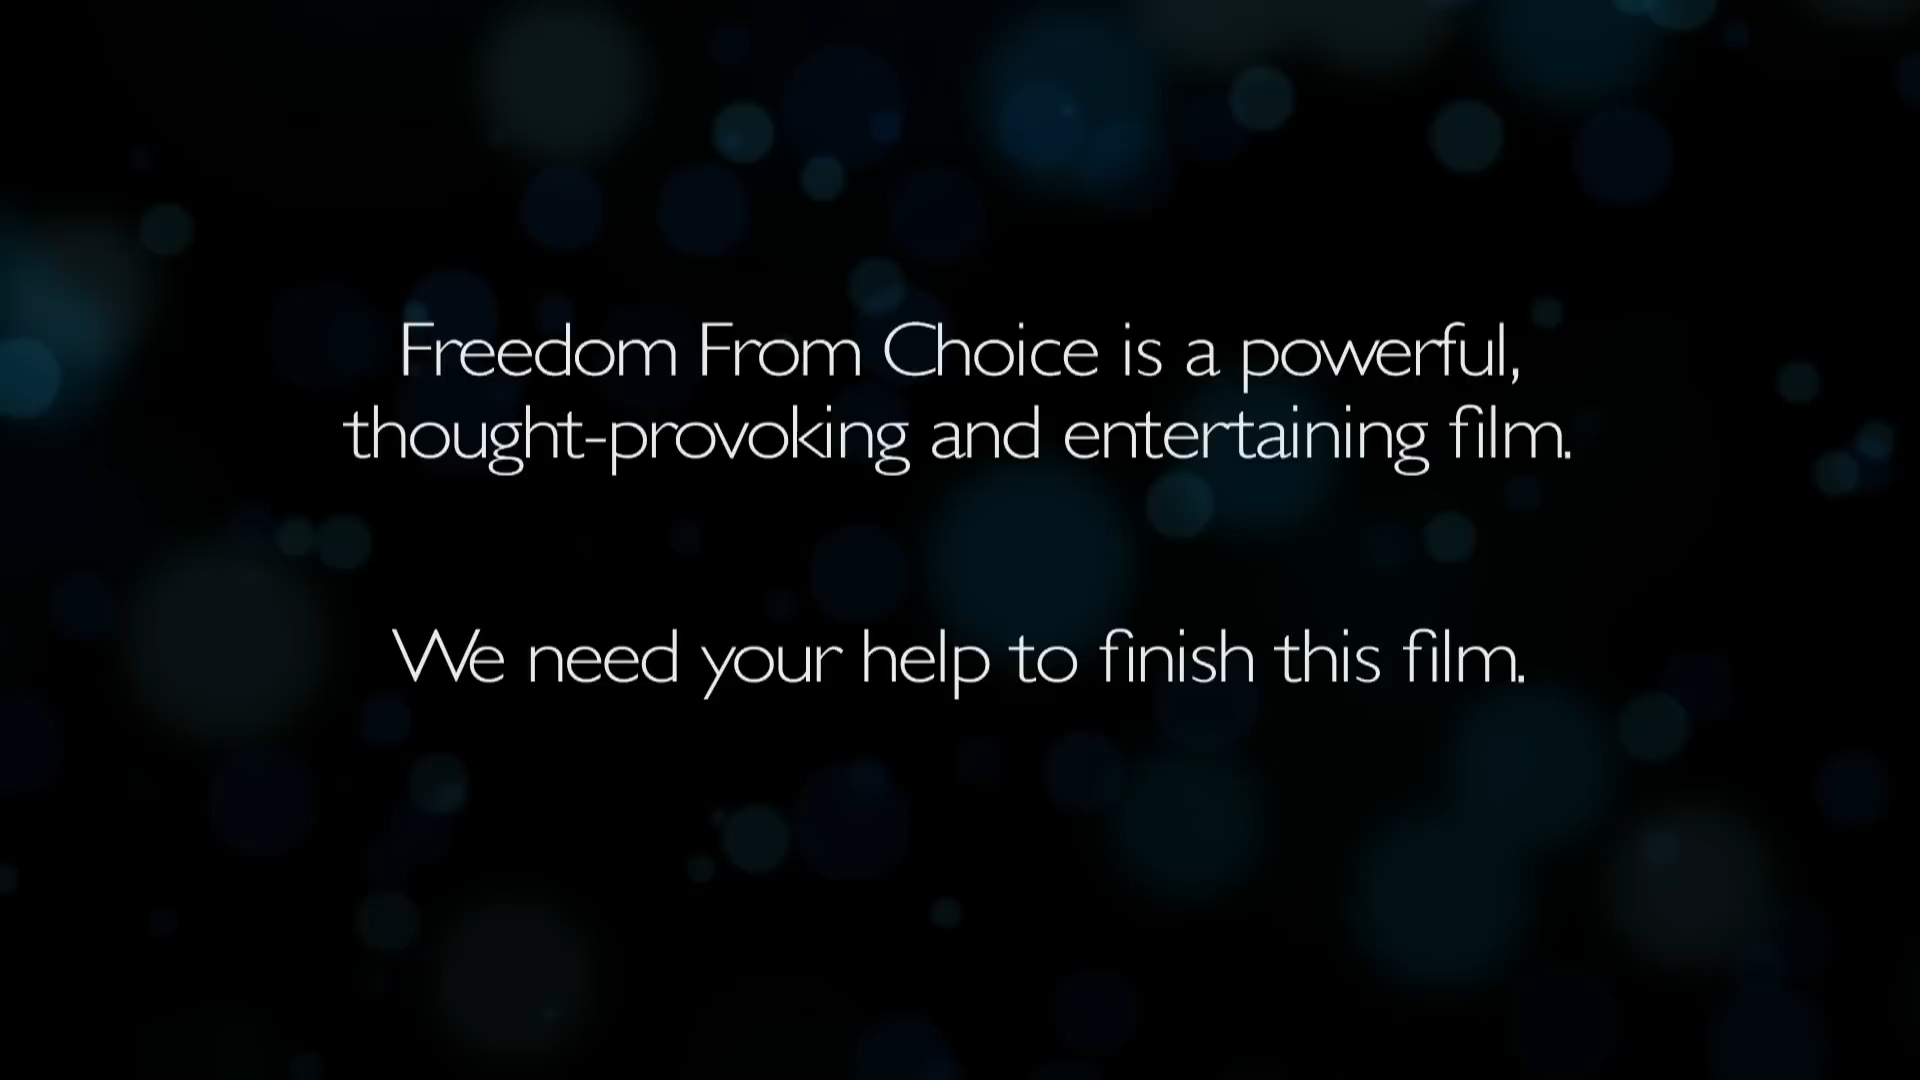 Freedom From Choice is a powerful,
thought-provoking and entertaining film.
We need your help to finish this film.